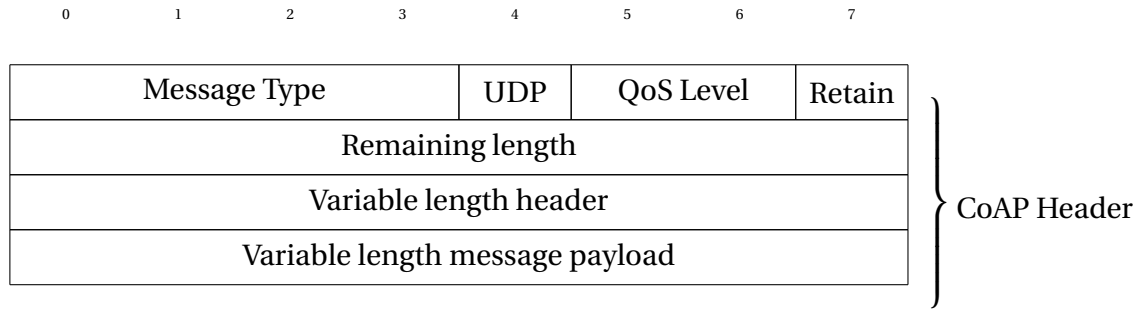 0 1 2 3 4 5 6 7
Message Type UDP QoS Level Retain
Remaining length
Variable length header
CoAP Header
Variable length message payload